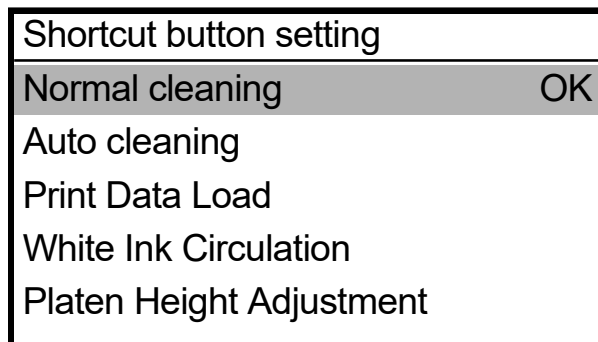 Shortcut button setting
Normal cleaning OK
Auto cleaning
Print Data Load
White Ink Circulation
Platen Height Adjustment